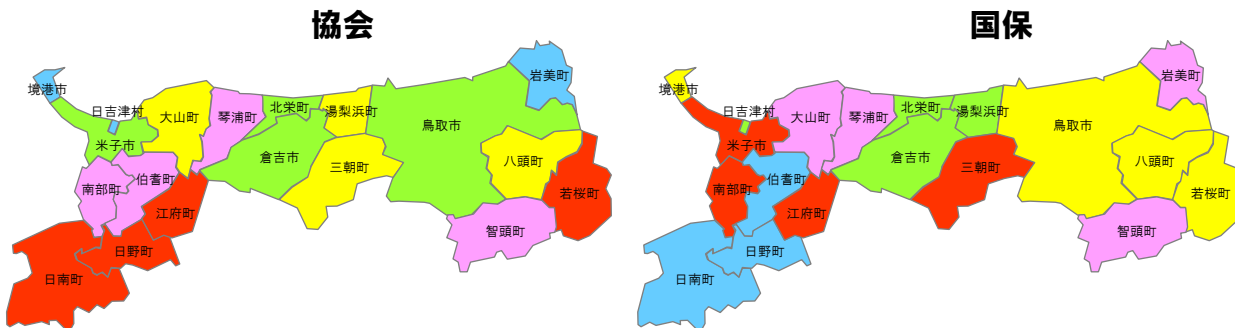 協会
国保
岩美町
境港市
日吉津村
大山町
琴浦町
北栄町
湯梨浜町
鳥取市
米子市
倉吉市
三朝町
八頭町
南部町
伯耆町
若桜町
江府町
智頭町
日野町
日南町
岩美町
境港市
日吉津村
大山町
琴浦町
北栄町
湯梨浜町
鳥取市
米子市
倉吉市
三朝町
八頭町
南部町
伯耆町
若桜町
江府町
智頭町
日野町
日南町